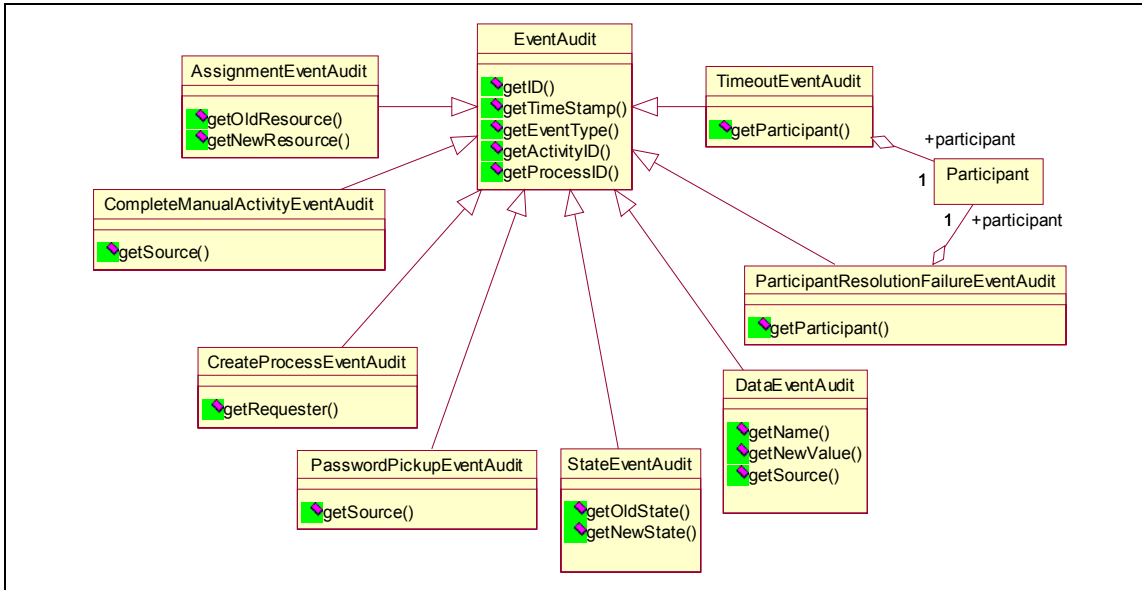 EventAudit
getID()
getTimeStamp()
getEventType()
getActivityID()
getProcessID()
AssignmentEventAudit
getOldResource()
getNewResource()
TimeoutEventAudit
getParticipant()
+participant
1
Participant
1
+participant
CompleteManualActivityEventAudit
getSource()
ParticipantResolutionFailureEventAudit
getParticipant()
CreateProcessEventAudit
getRequester()
DataEventAudit
getName()
getNewValue()
getSource()
PasswordPickupEventAudit
getSource()
StateEventAudit
getOldState()
getNewState()